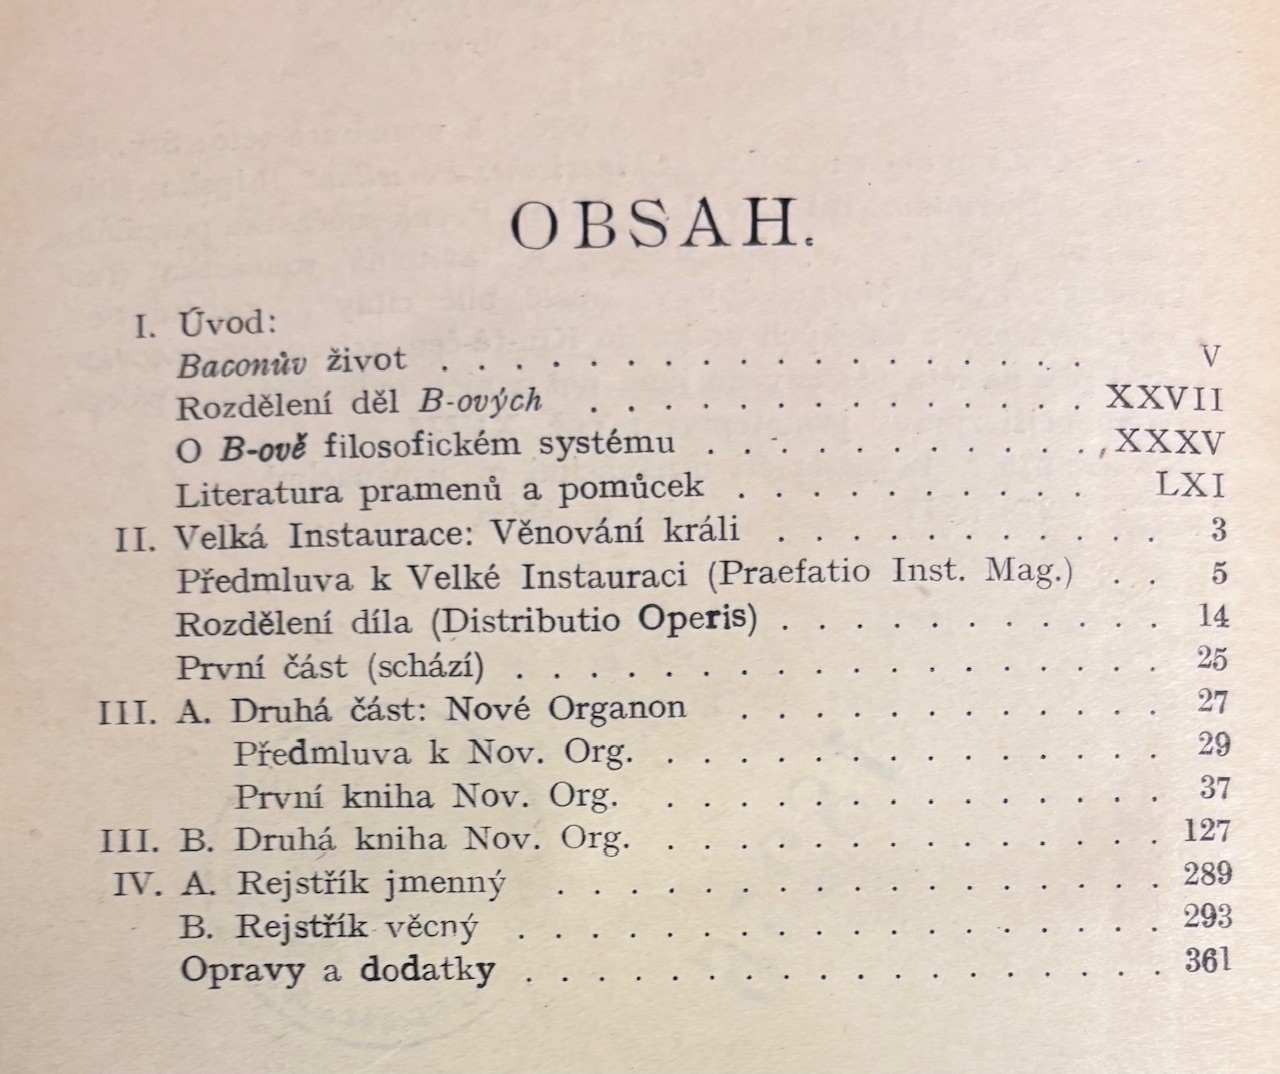 OBSAH.
I. Úvod:
Baconův život . . . . . . . . . . . . . . . . . . V
Rozdělení děl B-ových . . . . . . . . . . . . . . XXVII
O B-ově filosofickém systému . . . . . . . . . . . XXXV
Literatura pramenů a pomůcek . . . . . . . . . . LXI
II. Velká Instaurace: Věnování králi . . . . . . . . . . . 3
Předmluva k Velké Instauraci (Praefatio Inst. Mag.) . . 5
Rozdělení díla (Distributio Operis) . . . . . . . . . . . 14
První část (schází) . . . . . . . . . . . . . . . . . 25
III. A. Druhá část: Nové Organon . . . . . . . . . . . . 27
Předmluva k Nov. Org. . . . . . . . . . . . . . . 29
První kniha Nov. Org. . . . . . . . . . . . . . . 37
III. B. Druhá kniha Nov. Org. . . . . . . . . . . . . . . 127
IV. A. Rejstřík jmenný . . . . . . . . . . . . . . . . . 289
B. Rejstřík věcný . . . . . . . . . . . . . . . . . . 293
Opravy a dodatky . . . . . . . . . . . . . . . . . 361